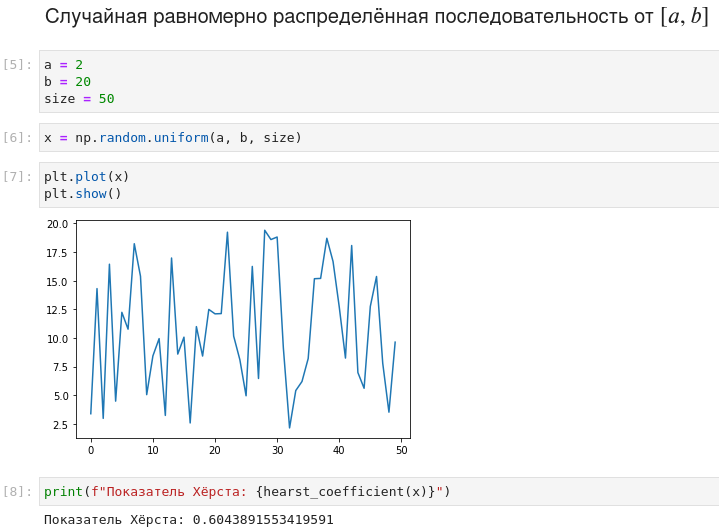 Случайная равномерно распределённая последовательность от [a, b]
[5]: a = 2
b = 20
size = 50
[6]: x = np.random.uniform(a, b, size)
[7]: plt.plot(x)
plt.show()
20.0
17.5
15.0
12.5
10.0
7.5
5.0
2.5
0 10 20 30 40 50
[8]: print(f"Показатель Хёрста: {hearst_coefficient(x)}")
Показатель Хёрста: 0.6043891553419591